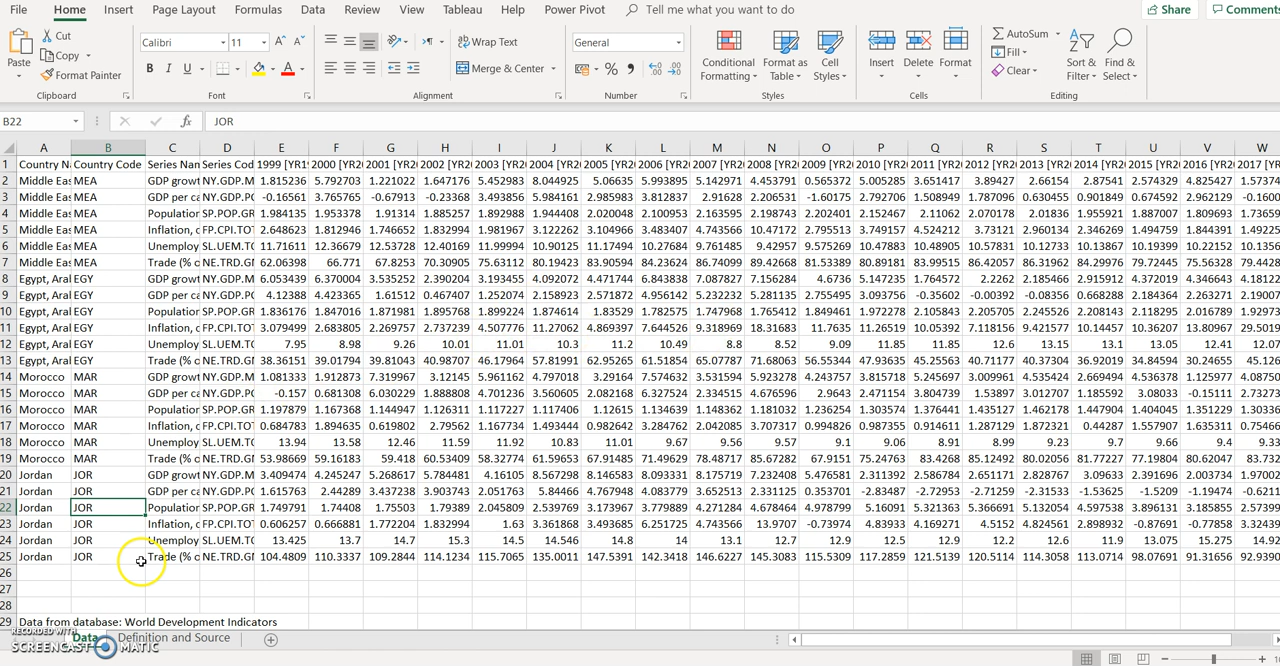 File Home Insert Page Layout Formulas Data Review View Tableau Help Power Pivot Tell me what you want to do Share Comments
Cut Calibri 11 Wrap Text General AutoSum
Paste Copy Merge & Center Conditional Formatting Format as Table Cell Styles Insert Delete Format Fill Sort & Filter Find & Select
Format Painter B I U Clear
Clipboard Font Alignment Number Styles Cells Editing
B22 fx JOR
A B C D E F G H I J K L M N O P Q R S T U V W
1 Country N Country Code Series Nan Series Cod 1999 [YR1 2000 [YR20 2001 [YR20 2002 [YR20 2003 [YR20 2004 [YR20 2005 [YR20 2006 [YR20 2007 [YR20 2008 [YR20 2009 [YR20 2010 [YR20 2011 [YR20 2012 [YR20 2013 [YR20 2014 [YR20 2015 [YR20 2016 [YR20 2017 [YR
2 Middle Eas MEA GDP growt NY.GDP.M 1.815236 5.792703 1.221022 1.647176 5.452983 8.044925 5.06635 5.993895 5.142971 4.453791 0.565372 5.005285 3.651417 3.89427 2.66154 2.87541 2.574329 4.825427 1.57374
3 Middle Eas MEA GDP per ca NY.GDP.PC -0.16561 3.765765 -0.67913 -0.23368 3.493856 5.984161 2.985983 3.812837 2.91628 2.206531 -1.60175 2.792706 1.508949 1.787096 0.630455 0.901849 0.674592 2.962129 -0.1600
4 Middle Eas MEA Population SP.POP.GR 1.984135 1.953378 1.91314 1.885257 1.892988 1.944408 2.020048 2.100953 2.163595 2.198743 2.202401 2.152467 2.11062 2.070178 2.01836 1.955921 1.887007 1.809693 1.73659
5 Middle Eas MEA Inflation, c FP.CPI.TOT 2.648623 1.812946 1.746652 1.832994 1.981967 3.122262 3.104966 3.483407 4.743566 10.47172 2.795513 3.749157 4.524212 3.73121 2.960134 2.346269 1.494759 1.844391 1.49225
6 Middle Eas MEA Unemploy SL.UEM.TC 11.71611 12.36679 12.53728 12.40169 11.99994 10.90125 11.17494 10.27684 9.761485 9.42957 9.575269 10.47883 10.48905 10.57831 10.12733 10.13867 10.19399 10.22152 10.1356
7 Middle Eas MEA Trade (% o NE.TRD.GI 62.06398 66.771 67.8253 70.30905 75.63112 80.19423 83.90594 84.23624 86.74099 89.42668 81.53389 80.89181 83.99515 86.42057 86.31962 84.29976 79.72445 75.56328 79.4428
8 Egypt, Aral EGY GDP growt NY.GDP.M 6.053439 6.370004 3.535252 2.390204 3.193455 4.092072 4.471744 6.843838 7.087827 7.156284 4.6736 5.147235 1.764572 2.2262 2.185466 2.915912 4.372019 4.346643 4.18122
9 Egypt, Aral EGY GDP per ca NY.GDP.PC 4.12388 4.423365 1.61512 0.467407 1.252074 2.158923 2.571872 4.956142 5.232232 5.281135 2.755495 3.093756 -0.35602 -0.00392 -0.08356 0.668288 2.184364 2.263271 2.19007
10 Egypt, Aral EGY Population SP.POP.GR 1.836176 1.847016 1.871981 1.895768 1.899224 1.874614 1.83529 1.782575 1.747968 1.765412 1.849461 1.972278 2.105843 2.207505 2.245526 2.208143 2.118295 2.016789 1.92973
11 Egypt, Aral EGY Inflation, c FP.CPI.TOT 3.079499 2.683805 2.269757 2.737239 4.507776 11.27062 4.869397 7.644526 9.318969 18.31683 11.7635 11.26519 10.05392 7.118156 9.421577 10.14457 10.36207 13.80967 29.5019
12 Egypt, Aral EGY Unemploy SL.UEM.TC 7.95 8.98 9.26 10.01 11.01 10.3 11.2 10.49 8.8 8.52 9.09 11.85 11.85 12.6 13.15 13.1 13.05 12.41 12.07
13 Egypt, Aral EGY Trade (% o NE.TRD.GI 38.36151 39.01794 39.81043 40.98707 46.17964 57.81991 62.95265 61.51854 65.07787 71.68063 56.55344 47.93635 45.25563 40.71177 40.37304 36.92019 34.84594 30.24655 45.126
14 Morocco MAR GDP growt NY.GDP.M 1.081333 1.912873 7.319967 3.12145 5.961162 4.797018 3.29164 7.574632 3.531594 5.923278 4.243757 3.815718 5.245697 3.009961 4.535424 2.669494 4.536378 1.125977 4.08750
15 Morocco MAR GDP per ca NY.GDP.PC -0.157 0.681308 6.030229 1.888808 4.701236 3.560605 2.082168 6.327524 2.334515 4.676596 2.9643 2.471154 3.804739 1.53897 3.012707 1.185592 3.08033 -0.15111 2.73273
16 Morocco MAR Population SP.POP.GR 1.197879 1.167368 1.144947 1.126311 1.117227 1.117406 1.12615 1.134639 1.148362 1.181032 1.236254 1.303574 1.376441 1.435127 1.462178 1.447904 1.404045 1.351229 1.30336
17 Morocco MAR Inflation, c FP.CPI.TOT 0.684783 1.894635 0.619802 2.79562 1.167734 1.493444 0.982642 3.284762 2.042085 3.707317 0.994826 0.987355 0.914611 1.287129 1.872321 0.44287 1.557907 1.635311 0.75466
18 Morocco MAR Unemploy SL.UEM.TC 13.94 13.58 12.46 11.59 11.92 10.83 11.01 9.67 9.56 9.57 9.1 9.06 8.91 8.99 9.23 9.7 9.66 9.4 9.33
19 Morocco MAR Trade (% o NE.TRD.GI 53.98669 59.16183 59.418 60.53409 58.32774 61.59653 67.91485 71.49679 78.48717 85.67282 67.9151 75.24763 85.168 85.12492 80.02056 81.77227 77.19804 80.62047 83.732
20 Jordan JOR GDP growt NY.GDP.M 3.409474 4.245247 5.268617 5.784481 4.16105 8.567298 8.146583 8.093331 8.175719 7.232208 5.476581 2.311392 2.586784 2.651171 2.828767 3.09633 2.391696 2.003734 1.97002
21 Jordan JOR GDP per ca NY.GDP.PC 1.615763 2.44289 3.437238 3.903743 2.051763 5.84466 4.767948 4.083779 3.652513 2.331125 0.353701 -2.83487 -2.72953 -2.71259 -2.31533 -1.53625 -1.5209 -1.19474 -0.6211
22 Jordan JOR Population SP.POP.GR 1.749791 1.74408 1.75503 1.79389 2.045809 2.539769 3.173967 3.779889 4.271284 4.678464 4.978594 5.16091 5.321363 5.366691 5.132054 4.597538 3.896131 3.185855 2.57399
23 Jordan JOR Inflation, c FP.CPI.TOT 0.606257 0.666881 1.772204 1.832994 1.63 3.361868 3.493685 6.251725 4.743566 13.9707 -0.73974 4.83933 4.169271 4.5152 4.824561 2.898932 -0.87691 -0.77858 3.32439
24 Jordan JOR Unemploy SL.UEM.TC 13.425 13.7 14.7 15.3 14.5 14.546 14.8 14 13.1 12.7 12.9 12.5 12.9 12.2 12.6 11.9 13.075 15.275 14.92
25 Jordan JOR Trade (% o NE.TRD.GI 104.4809 110.3337 109.2844 114.1234 115.7065 135.0011 147.5391 142.3418 146.6227 145.3083 115.5309 117.2859 121.5139 120.5114 114.3058 113.0714 98.07691 91.31656 92.9390
26
27
28
29 Data from database: World Development Indicators
Data Definition and Source
RECORDED WITH
SCREENCAST MATIC